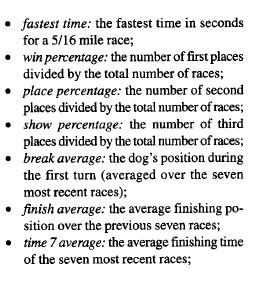 • fastest time: the fastest time in seconds
for a 5/16 mile race;
• win percentage: the number of first places
divided by the total number of races;
• place percentage: the number of second
places divided by the total number of races;
• show percentage: the number of third
places divided by the total number of races;
• break average: the dog's position during
the first turn (averaged over the seven
most recent races);
• finish average: the average finishing po-
sition over the previous seven races;
• time 7 average: the average finishing time
of the seven most recent races;